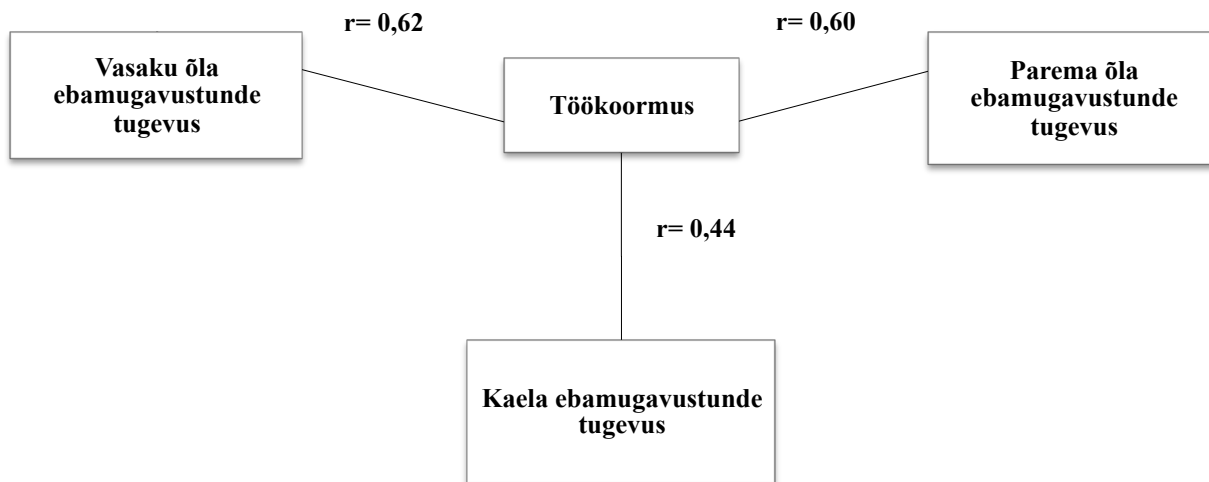 r= 0,62
r= 0,60
Vasaku õla
ebamugavustunde
tugevus
Töökoormus
Parema õla
ebamugavustunde
tugevus
r= 0,44
Kaela ebamugavustunde
tugevus